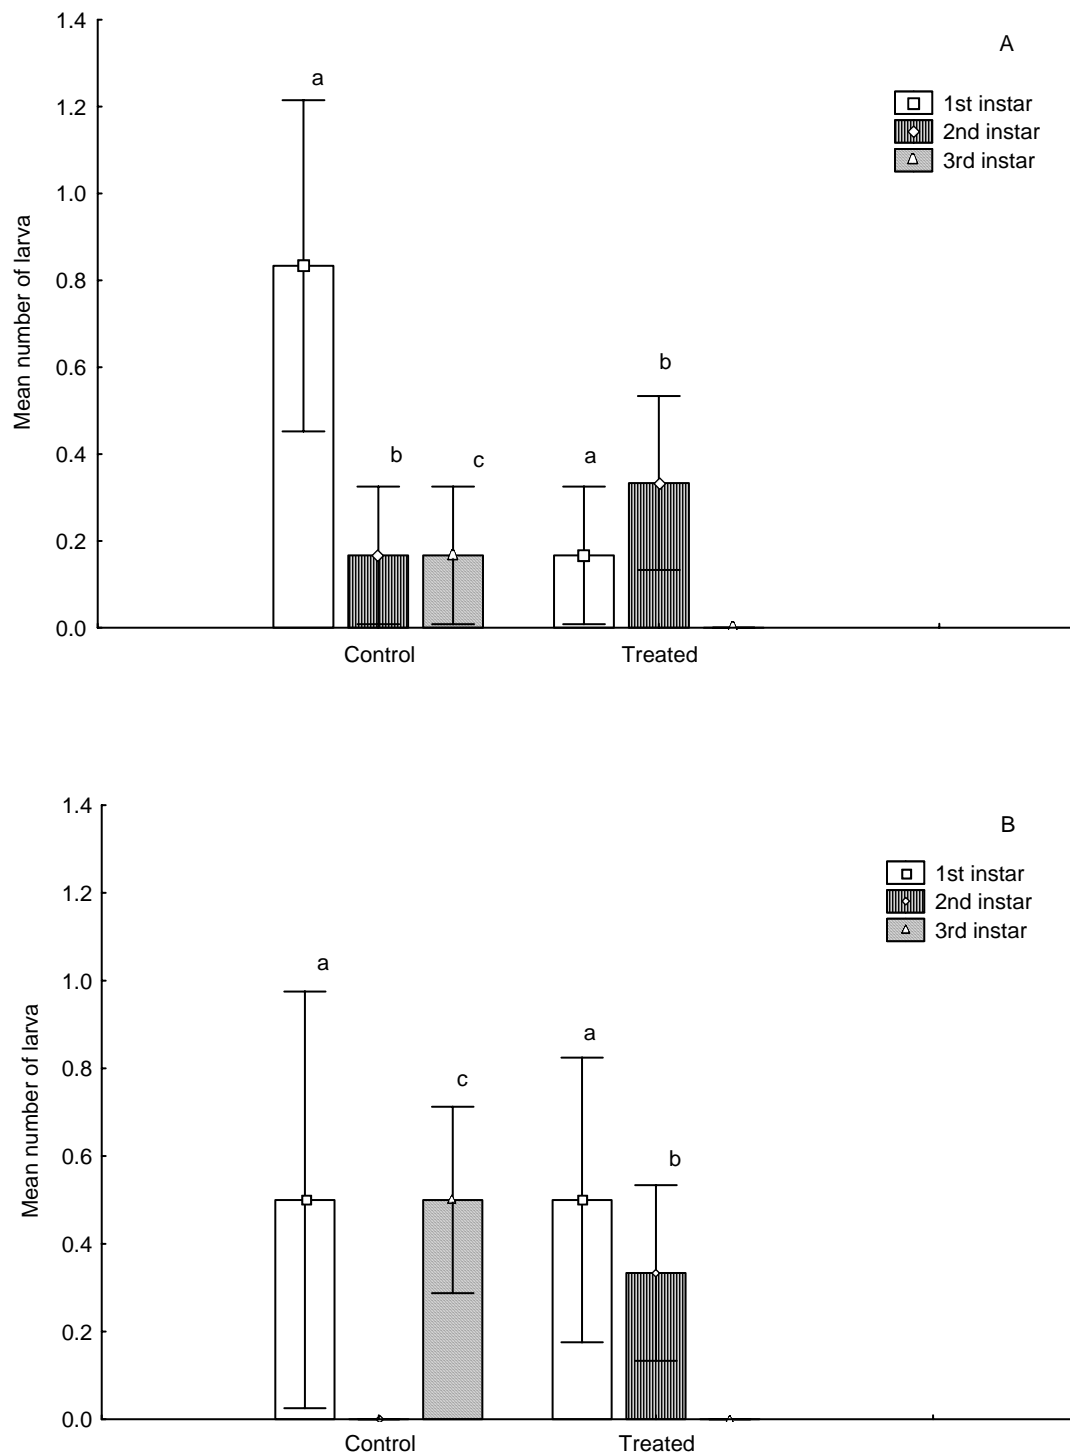 A
1.4
1.2
1.0
0.8
0.6
0.4
0.2
0.0
Mean number of larva
1st instar
2nd instar
3rd instar
a
b
c
a
b
Control
Treated
B
1.4
1.2
1.0
0.8
0.6
0.4
0.2
0.0
Mean number of larva
1st instar
2nd instar
3rd instar
a
c
a
b
Control
Treated